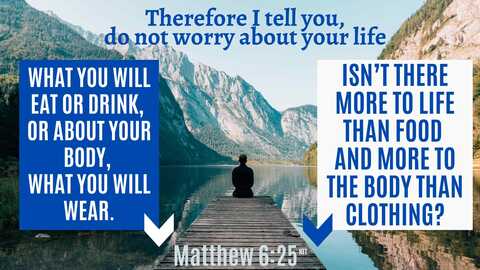 Therefore I tell you,
do not worry about your life
WHAT YOU WILL
EAT OR DRINK,
OR ABOUT YOUR
BODY,
WHAT YOU WILL
WEAR.
ISN'T THERE
MORE TO LIFE
THAN FOOD
AND MORE TO
THE BODY THAN
CLOTHING?
Matthew 6:25 NET